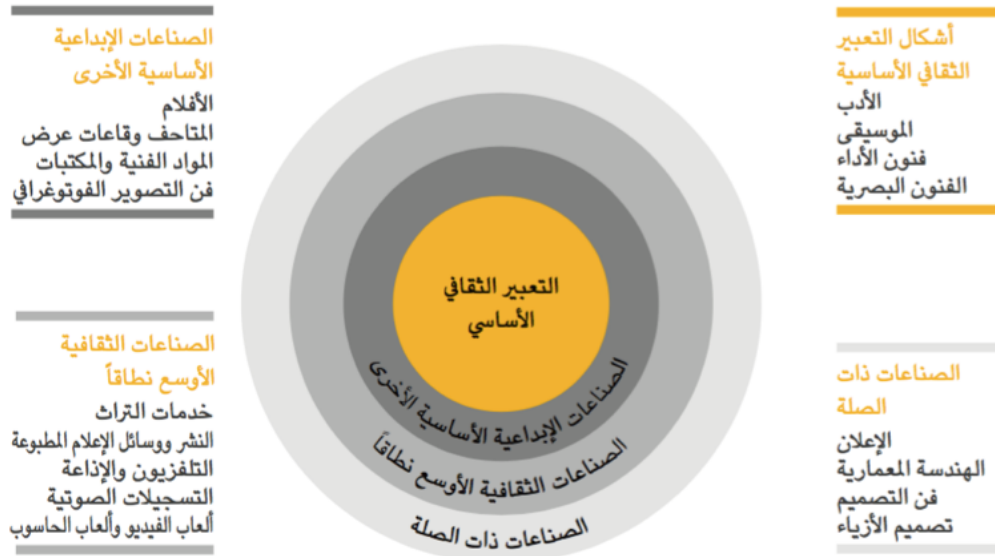 أشكال التعبير
الثقافي الأساسية
الأدب
الموسيقى
فنون الأداء
الفنون البصرية
الصناعات الإبداعية
الأساسية الأخرى
الأفلام
المتاحف وقاعات عرض
المواد الفنية والمكتبات
فن التصوير الفوتوغرافي
التعبير الثقافي
الأساسي
الصناعات الإبداعية الأساسية الأخرى
الصناعات الثقافية الأوسع نطاقاً
الصناعات ذات الصلة
الصناعات ذات
الصلة
الإعلان
الهندسة المعمارية
فن التصميم
تصميم الأزياء
الصناعات الثقافية
الأوسع نطاقاً
خدمات التراث
النشر ووسائل الإعلام المطبوعة
التلفزيون والإذاعة
التسجيلات الصوتية
ألعاب الفيديو وألعاب الحاسوب